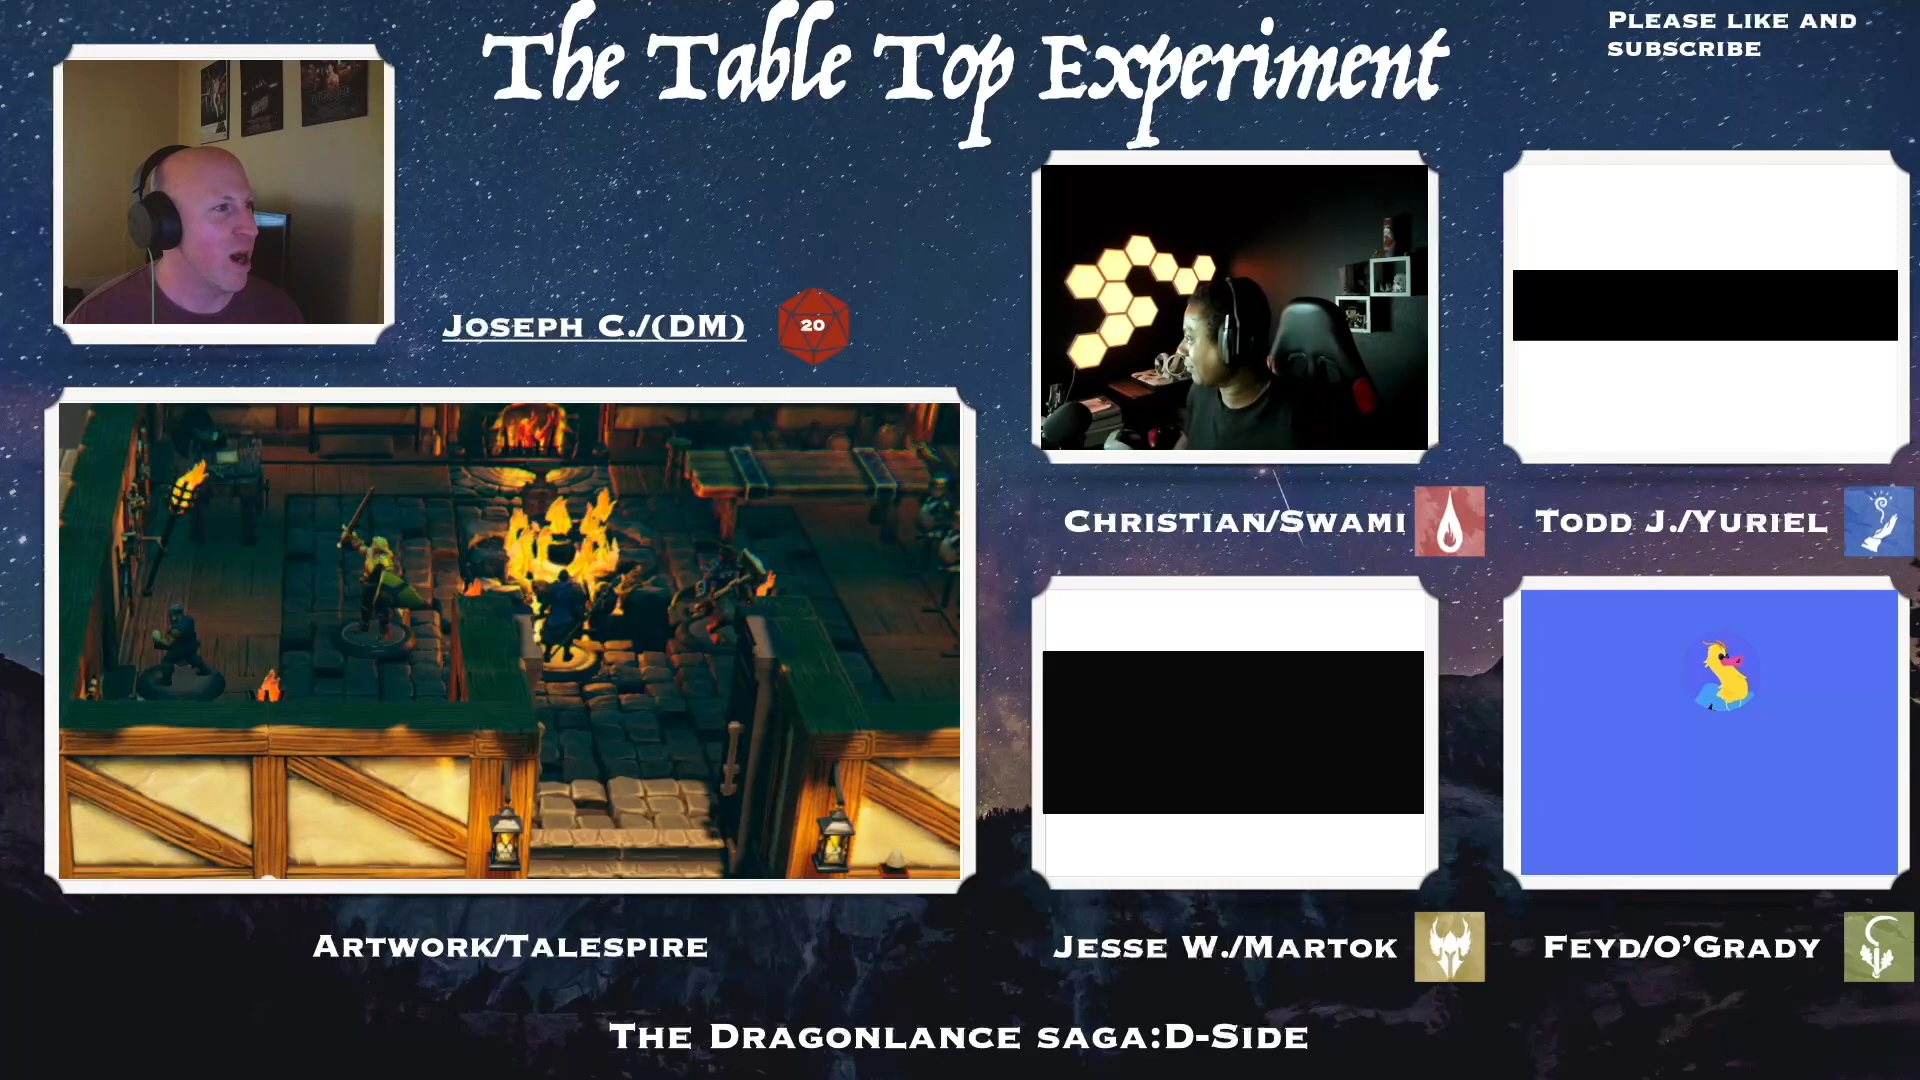 The Table Top Experiment
Please like and
subscribe
Joseph C./(DM)
20
Christian/Swami
Todd J./Yuriel
Artwork/Talespire
Jesse W./Martok
Feyd/O'Grady
The Dragonlance saga:D-Side